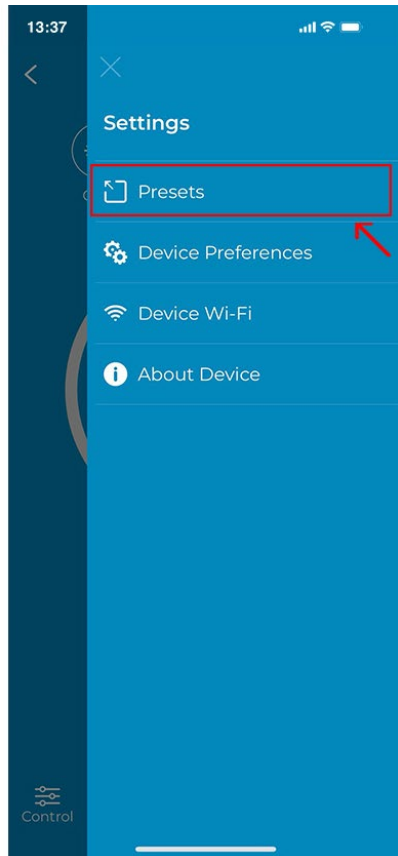 13:37
Settings
Presets
Device Preferences
Device Wi-Fi
About Device
Control